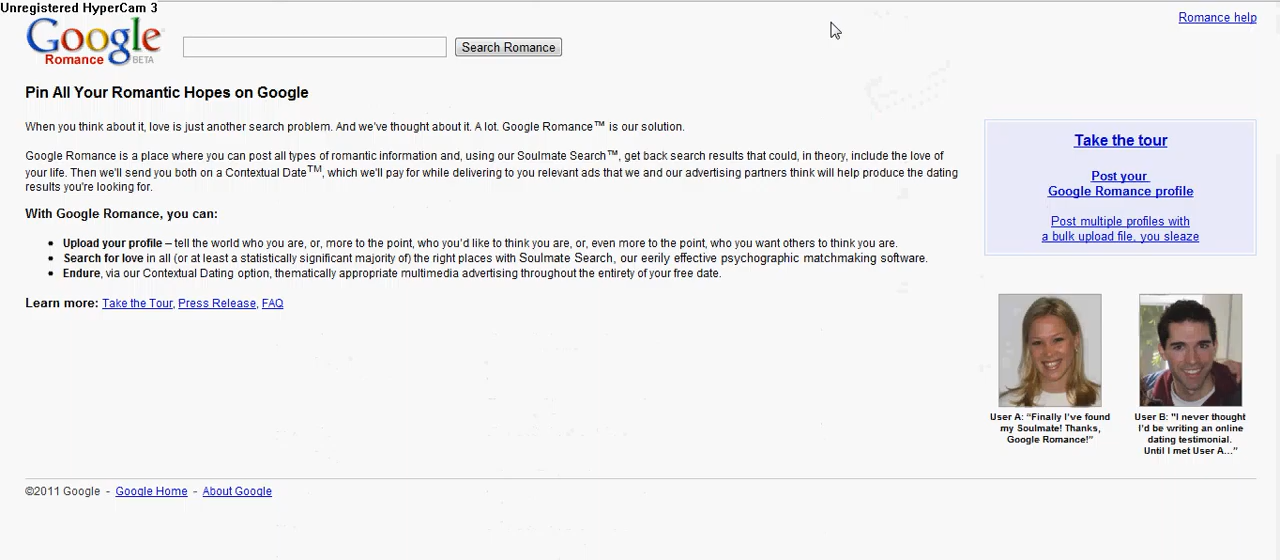 Unregistered HyperCam 3
Romance help
Google
Romance BETA
Search Romance
Pin All Your Romantic Hopes on Google
When you think about it, love is just another search problem. And we've thought about it. A lot. Google Romance™ is our solution.
Google Romance is a place where you can post all types of romantic information and, using our Soulmate Search™, get back search results that could, in theory, include the love of
your life. Then we'll send you both on a Contextual Date™, which we'll pay for while delivering to you relevant ads that we and our advertising partners think will help produce the dating
results you're looking for.
With Google Romance, you can:
• Upload your profile – tell the world who you are, or, more to the point, who you'd like to think you are, or, even more to the point, who you want others to think you are.
• Search for love in all (or at least a statistically significant majority of) the right places with Soulmate Search, our eerily effective psychographic matchmaking software.
• Endure, via our Contextual Dating option, thematically appropriate multimedia advertising throughout the entirety of your free date.
Learn more: Take the Tour, Press Release, FAQ
Take the tour
Post your
Google Romance profile
Post multiple profiles with
a bulk upload file, you sleaze
User A: “Finally I've found
my Soulmate! Thanks,
Google Romance!”
User B: "I never thought
I'd be writing an online
dating testimonial.
Until I met User A...”
©2011 Google - Google Home - About Google